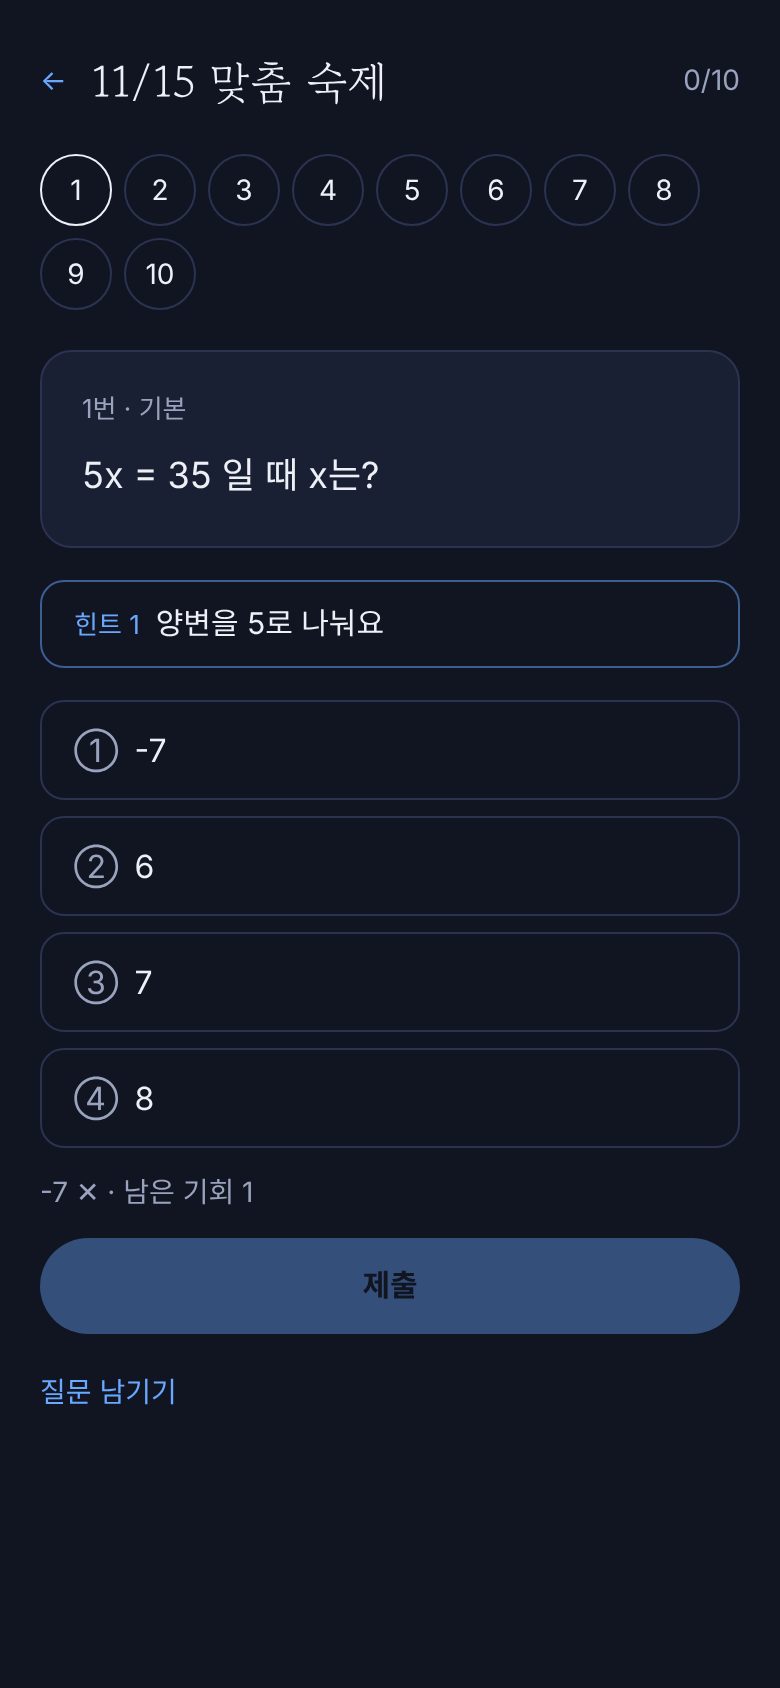 ← 11/15 맞춤 숙제 0/10
1 2 3 4 5 6 7 8
9 10
1번 · 기본
5x = 35 일 때 x는?
힌트 1 양변을 5로 나눠요
① -7
② 6
③ 7
④ 8
-7 ✕ · 남은 기회 1
제출
질문 남기기